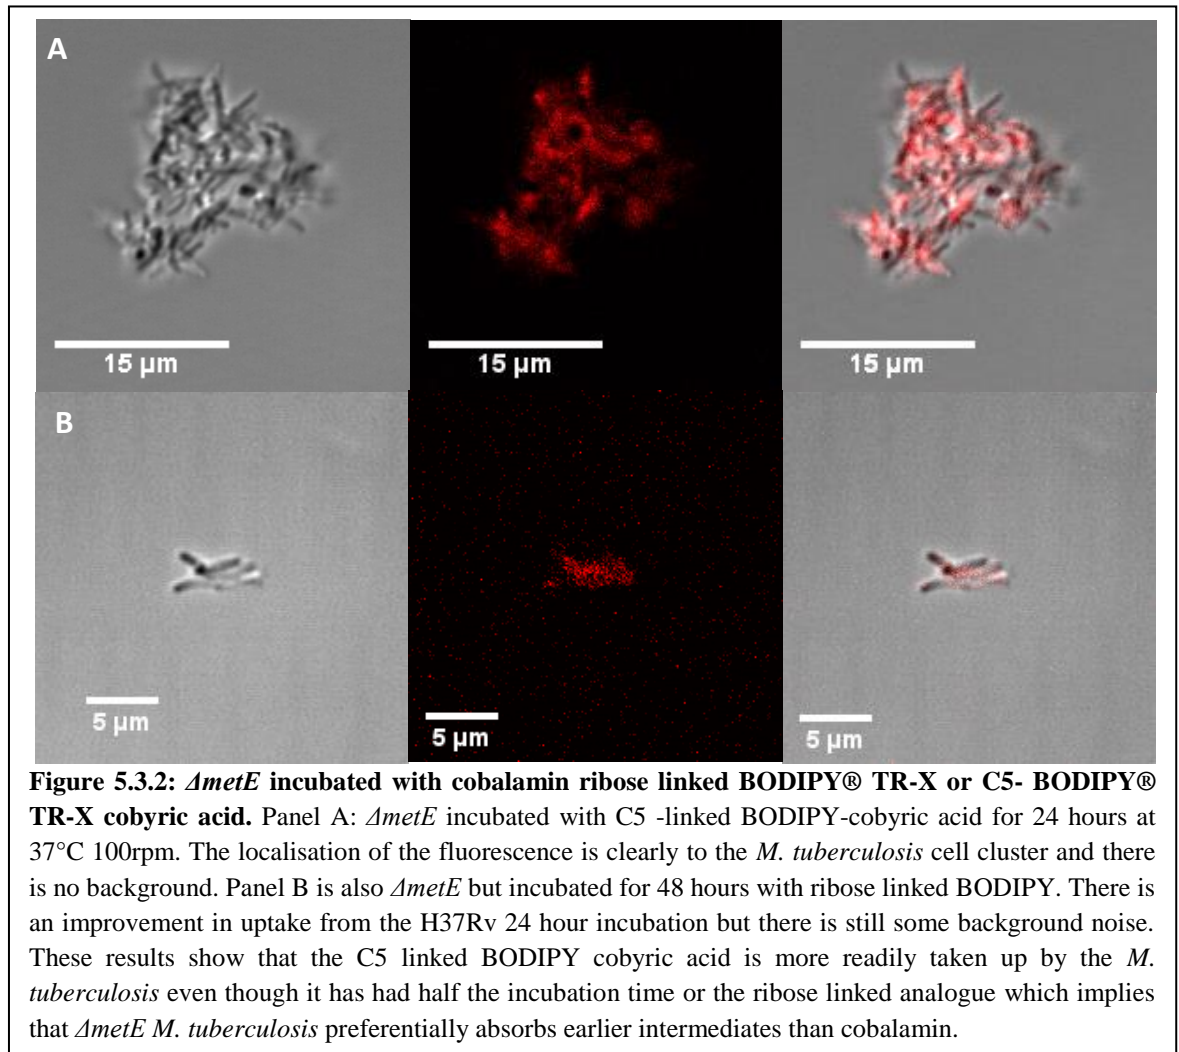 A
15 µm
15 µm
15 µm
B
5 µm
5 µm
5 µm
Figure 5.3.2: ΔmetE incubated with cobalamin ribose linked BODIPY® TR-X or C5- BODIPY®
TR-X cobyric acid. Panel A: ΔmetE incubated with C5 -linked BODIPY-cobyric acid for 24 hours at
37°C 100rpm. The localisation of the fluorescence is clearly to the M. tuberculosis cell cluster and there
is no background. Panel B is also ΔmetE but incubated for 48 hours with ribose linked BODIPY. There is
an improvement in uptake from the H37Rv 24 hour incubation but there is still some background noise.
These results show that the C5 linked BODIPY cobyric acid is more readily taken up by the M.
tuberculosis even though it has had half the incubation time or the ribose linked analogue which implies
that ΔmetE M. tuberculosis preferentially absorbs earlier intermediates than cobalamin.